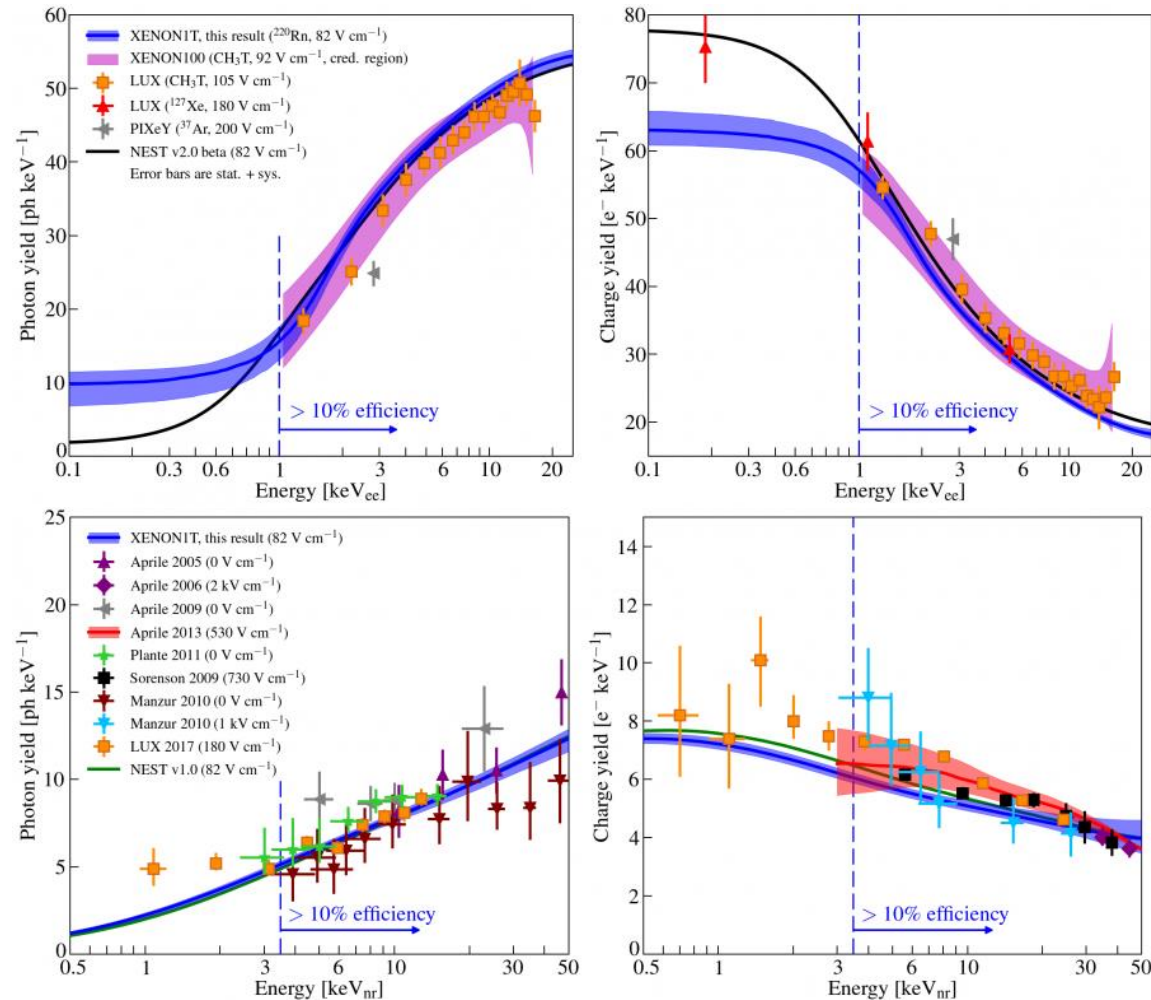 60
50
40
30
20
10
0
Photon yield [ph keV⁻¹]
XENON1T, this result (²²⁰Rn, 82 V cm⁻¹)
XENON100 (CH₃T, 92 V cm⁻¹, cred. region)
LUX (CH₃T, 105 V cm⁻¹)
LUX (¹²⁷Xe, 180 V cm⁻¹)
PIXeY (³⁷Ar, 200 V cm⁻¹)
NEST v2.0 beta (82 V cm⁻¹)
Error bars are stat. + sys.
> 10% efficiency
0.1 0.3 0.6 1 3 10 20
Energy [keVₑₑ]
80
70
60
50
40
30
20
Charge yield [e⁻ keV⁻¹]
> 10% efficiency
0.1 0.3 0.6 1 3 10 20
Energy [keVₑₑ]
25
20
15
10
5
0
Photon yield [ph keV⁻¹]
XENON1T, this result (82 V cm⁻¹)
Aprile 2005 (0 V cm⁻¹)
Aprile 2006 (2 kV cm⁻¹)
Aprile 2009 (0 V cm⁻¹)
Aprile 2013 (530 V cm⁻¹)
Plante 2011 (0 V cm⁻¹)
Sorenson 2009 (730 V cm⁻¹)
Manzur 2010 (0 V cm⁻¹)
Manzur 2010 (1 kV cm⁻¹)
LUX 2017 (180 V cm⁻¹)
NEST v1.0 (82 V cm⁻¹)
> 10% efficiency
0.5 1 3 10 30 50
Energy [keVₙᵣ]
14
12
10
8
6
4
2
0
Charge yield [e⁻ keV⁻¹]
> 10% efficiency
0.5 1 3 10 30 50
Energy [keVₙᵣ]